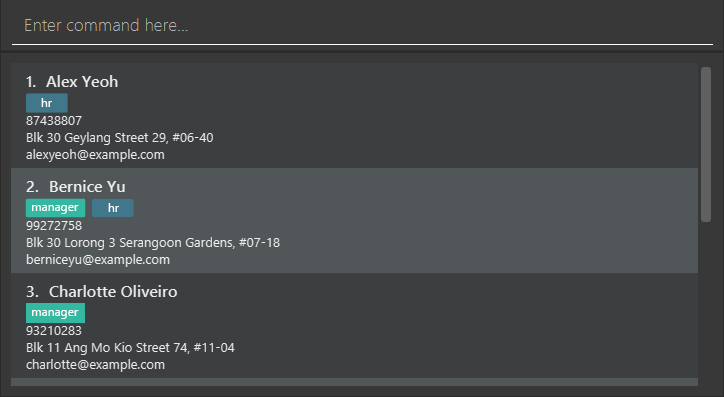 Enter command here...
1. Alex Yeoh
hr
87438807
Blk 30 Geylang Street 29, #06-40
alexyeoh@example.com
2. Bernice Yu
manager hr
99272758
Blk 30 Lorong 3 Serangoon Gardens, #07-18
berniceyu@example.com
3. Charlotte Oliveiro
manager
93210283
Blk 11 Ang Mo Kio Street 74, #11-04
charlotte@example.com